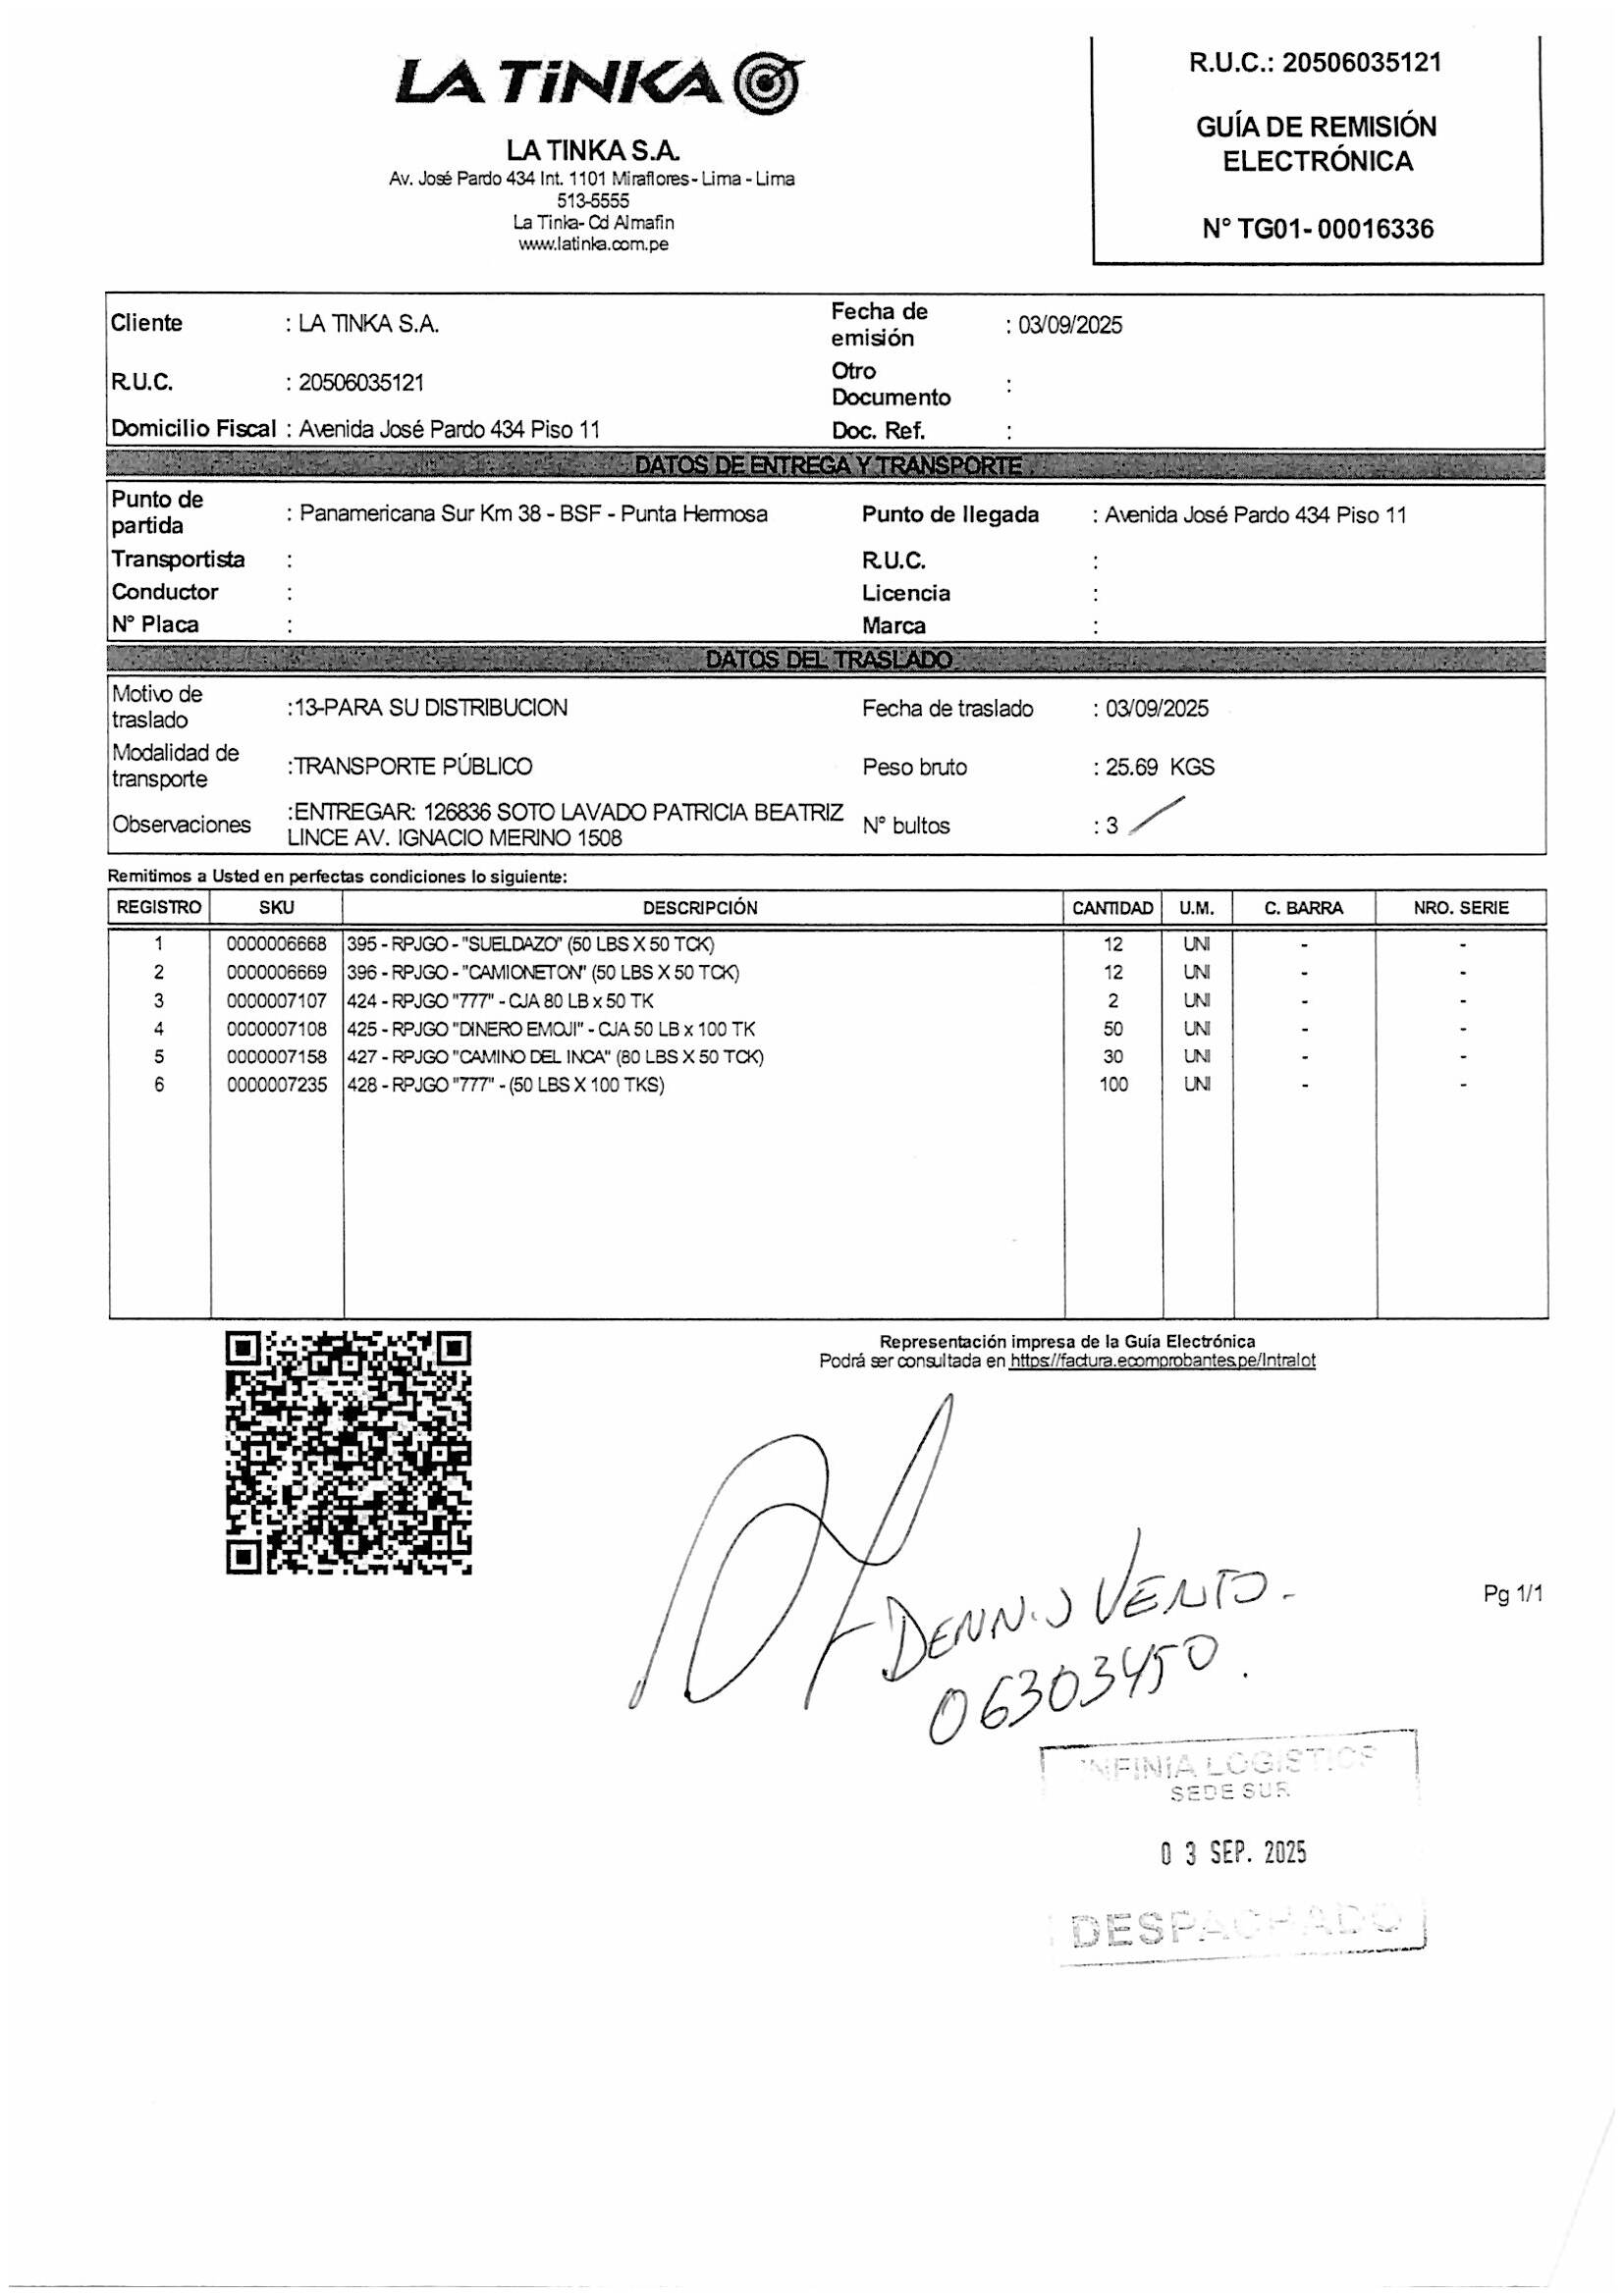 LA TiNKA
LA TINKA S.A.
Av. José Pardo 434 Int. 1101 Miraflores - Lima - Lima
513-5555
La Tinka - Cd Almafin
www.latinka.com.pe
R.U.C.: 20506035121
GUÍA DE REMISIÓN
ELECTRÓNICA
N° TG01- 00016336
Cliente : LA TINKA S.A.
Fecha de emisión : 03/09/2025
R.U.C. : 20506035121
Otro Documento :
Domicilio Fiscal : Avenida José Pardo 434 Piso 11
Doc. Ref. :
DATOS DE ENTREGA Y TRANSPORTE
Punto de partida : Panamericana Sur Km 38 - BSF - Punta Hermosa
Punto de llegada : Avenida José Pardo 434 Piso 11
Transportista :
R.U.C. :
Conductor :
Licencia :
N° Placa :
Marca :
DATOS DEL TRASLADO
Motivo de traslado :13-PARA SU DISTRIBUCION
Fecha de traslado : 03/09/2025
Modalidad de transporte :TRANSPORTE PÚBLICO
Peso bruto : 25.69 KGS
Observaciones :ENTREGAR: 126836 SOTO LAVADO PATRICIA BEATRIZ
LINCE AV. IGNACIO MERINO 1508
N° bultos : 3
Remitimos a Usted en perfectas condiciones lo siguiente:
REGISTRO SKU DESCRIPCIÓN CANTIDAD U.M. C. BARRA NRO. SERIE
1 0000006668 395 - RPJGO - "SUELDAZO" (50 LBS X 50 TCK) 12 UNI - -
2 0000006669 396 - RPJGO - "CAMIONETON" (50 LBS X 50 TCK) 12 UNI - -
3 0000007107 424 - RPJGO "777" - CJA 80 LB x 50 TK 2 UNI - -
4 0000007108 425 - RPJGO "DINERO EMOJI" - CJA 50 LB x 100 TK 50 UNI - -
5 0000007158 427 - RPJGO "CAMINO DEL INCA" (80 LBS X 50 TCK) 30 UNI - -
6 0000007235 428 - RPJGO "777" - (50 LBS X 100 TKS) 100 UNI - -
Representación impresa de la Guía Electrónica
Podrá ser consultada en https://factura.ecomprobantes.pe/Intralot
DENNIS VENTO.
06303450.
Pg 1/1
INFINIA LOGISTICS
SEDE SUR
03 SEP. 2025
DESPACHADO